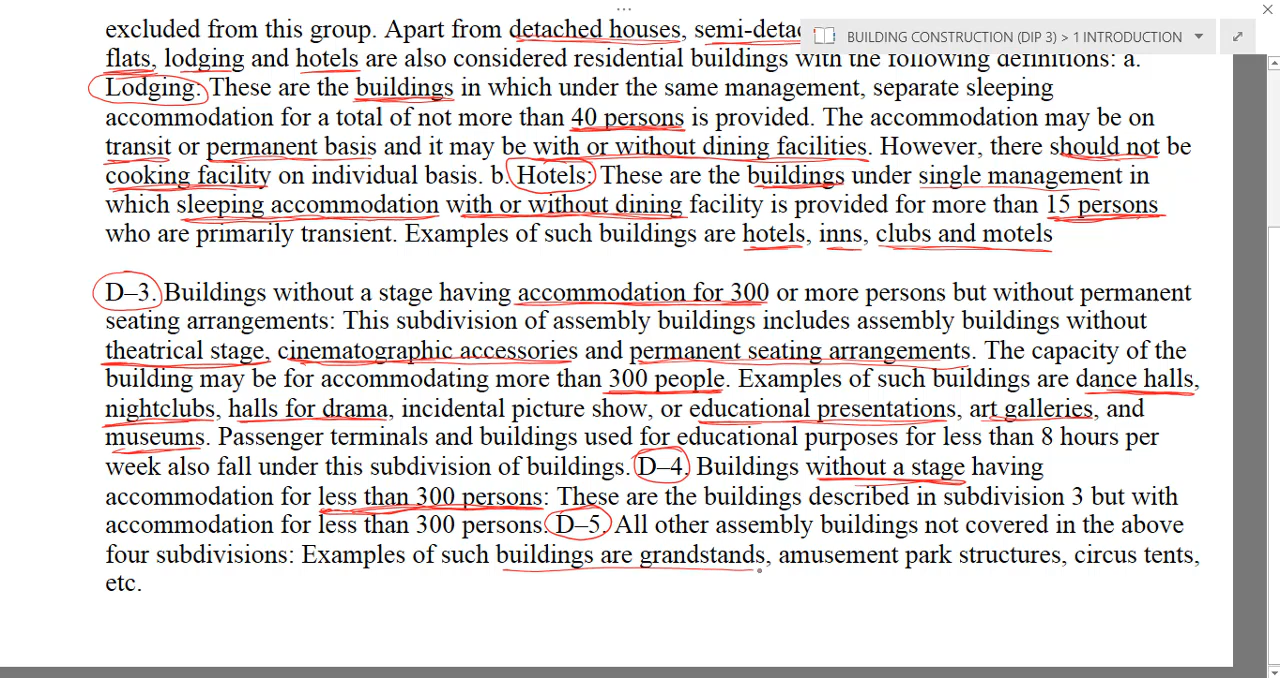 excluded from this group. Apart from detached houses, semi-detac
BUILDING CONSTRUCTION (DIP 3) > 1 INTRODUCTION
flats, lodging and hotels are also considered residential buildings with the following definitions: a.
Lodging: These are the buildings in which under the same management, separate sleeping
accommodation for a total of not more than 40 persons is provided. The accommodation may be on
transit or permanent basis and it may be with or without dining facilities. However, there should not be
cooking facility on individual basis. b. Hotels: These are the buildings under single management in
which sleeping accommodation with or without dining facility is provided for more than 15 persons
who are primarily transient. Examples of such buildings are hotels, inns, clubs and motels
D–3. Buildings without a stage having accommodation for 300 or more persons but without permanent
seating arrangements: This subdivision of assembly buildings includes assembly buildings without
theatrical stage, cinematographic accessories and permanent seating arrangements. The capacity of the
building may be for accommodating more than 300 people. Examples of such buildings are dance halls,
nightclubs, halls for drama, incidental picture show, or educational presentations, art galleries, and
museums. Passenger terminals and buildings used for educational purposes for less than 8 hours per
week also fall under this subdivision of buildings. D–4. Buildings without a stage having
accommodation for less than 300 persons: These are the buildings described in subdivision 3 but with
accommodation for less than 300 persons. D–5. All other assembly buildings not covered in the above
four subdivisions: Examples of such buildings are grandstands, amusement park structures, circus tents,
etc.